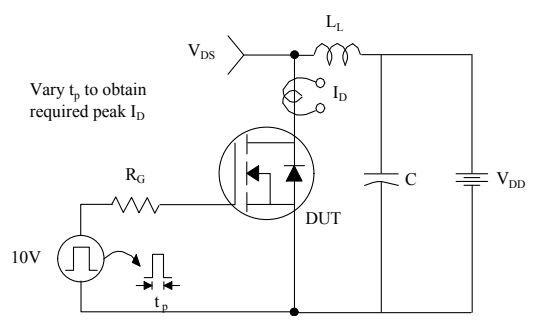 L_L
V_DS
Vary t_p to obtain
required peak I_D
I_D
R_G
C
V_DD
DUT
10V
t_p